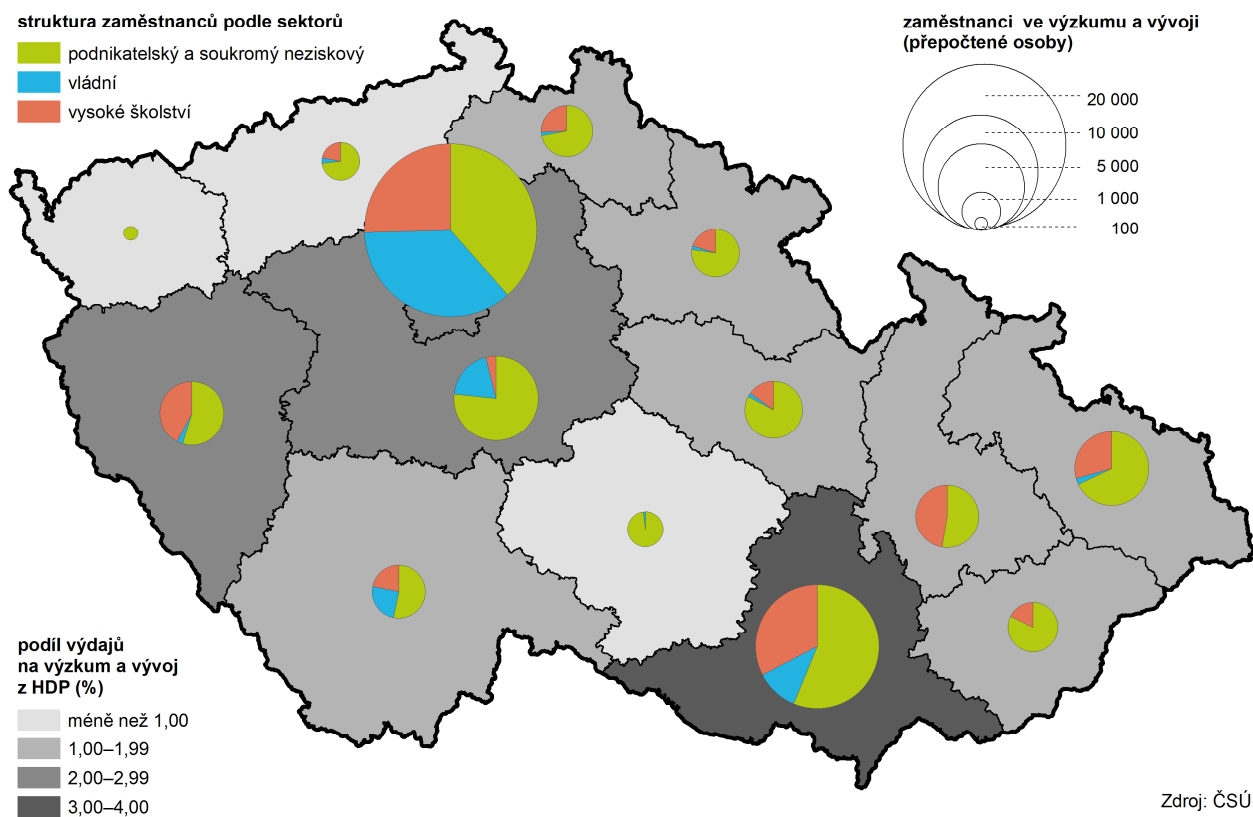 struktura zaměstnanců podle sektorů
podnikatelský a soukromý neziskový
vládní
vysoké školství
zaměstnanci ve výzkumu a vývoji
(přepočtené osoby)
20 000
10 000
5 000
1 000
100
podíl výdajů
na výzkum a vývoj
z HDP (%)
méně než 1,00
1,00–1,99
2,00–2,99
3,00–4,00
Zdroj: ČSÚ